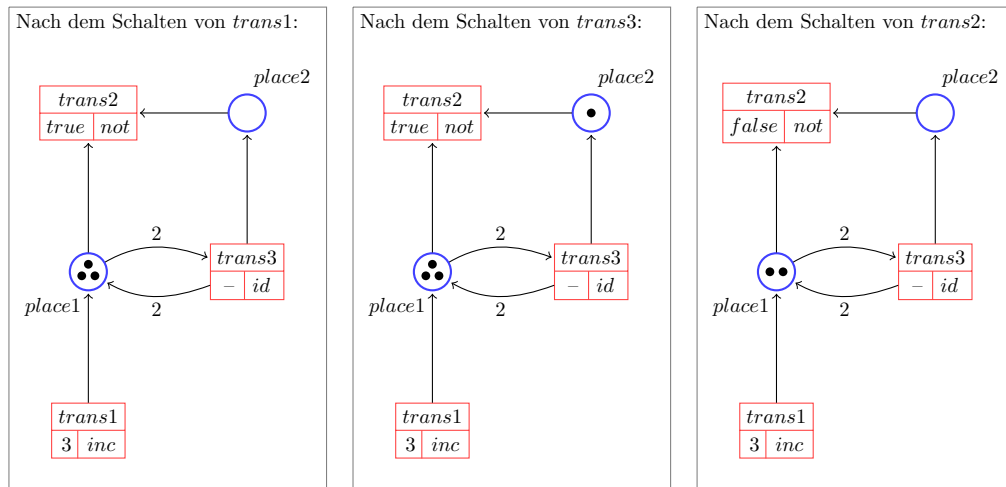 Nach dem Schalten von trans1:
place2
trans2
true not
2
trans3
– id
place1
2
trans1
3 inc
Nach dem Schalten von trans3:
place2
trans2
true not
2
trans3
– id
place1
2
trans1
3 inc
Nach dem Schalten von trans2:
place2
trans2
false not
2
trans3
– id
place1
2
trans1
3 inc